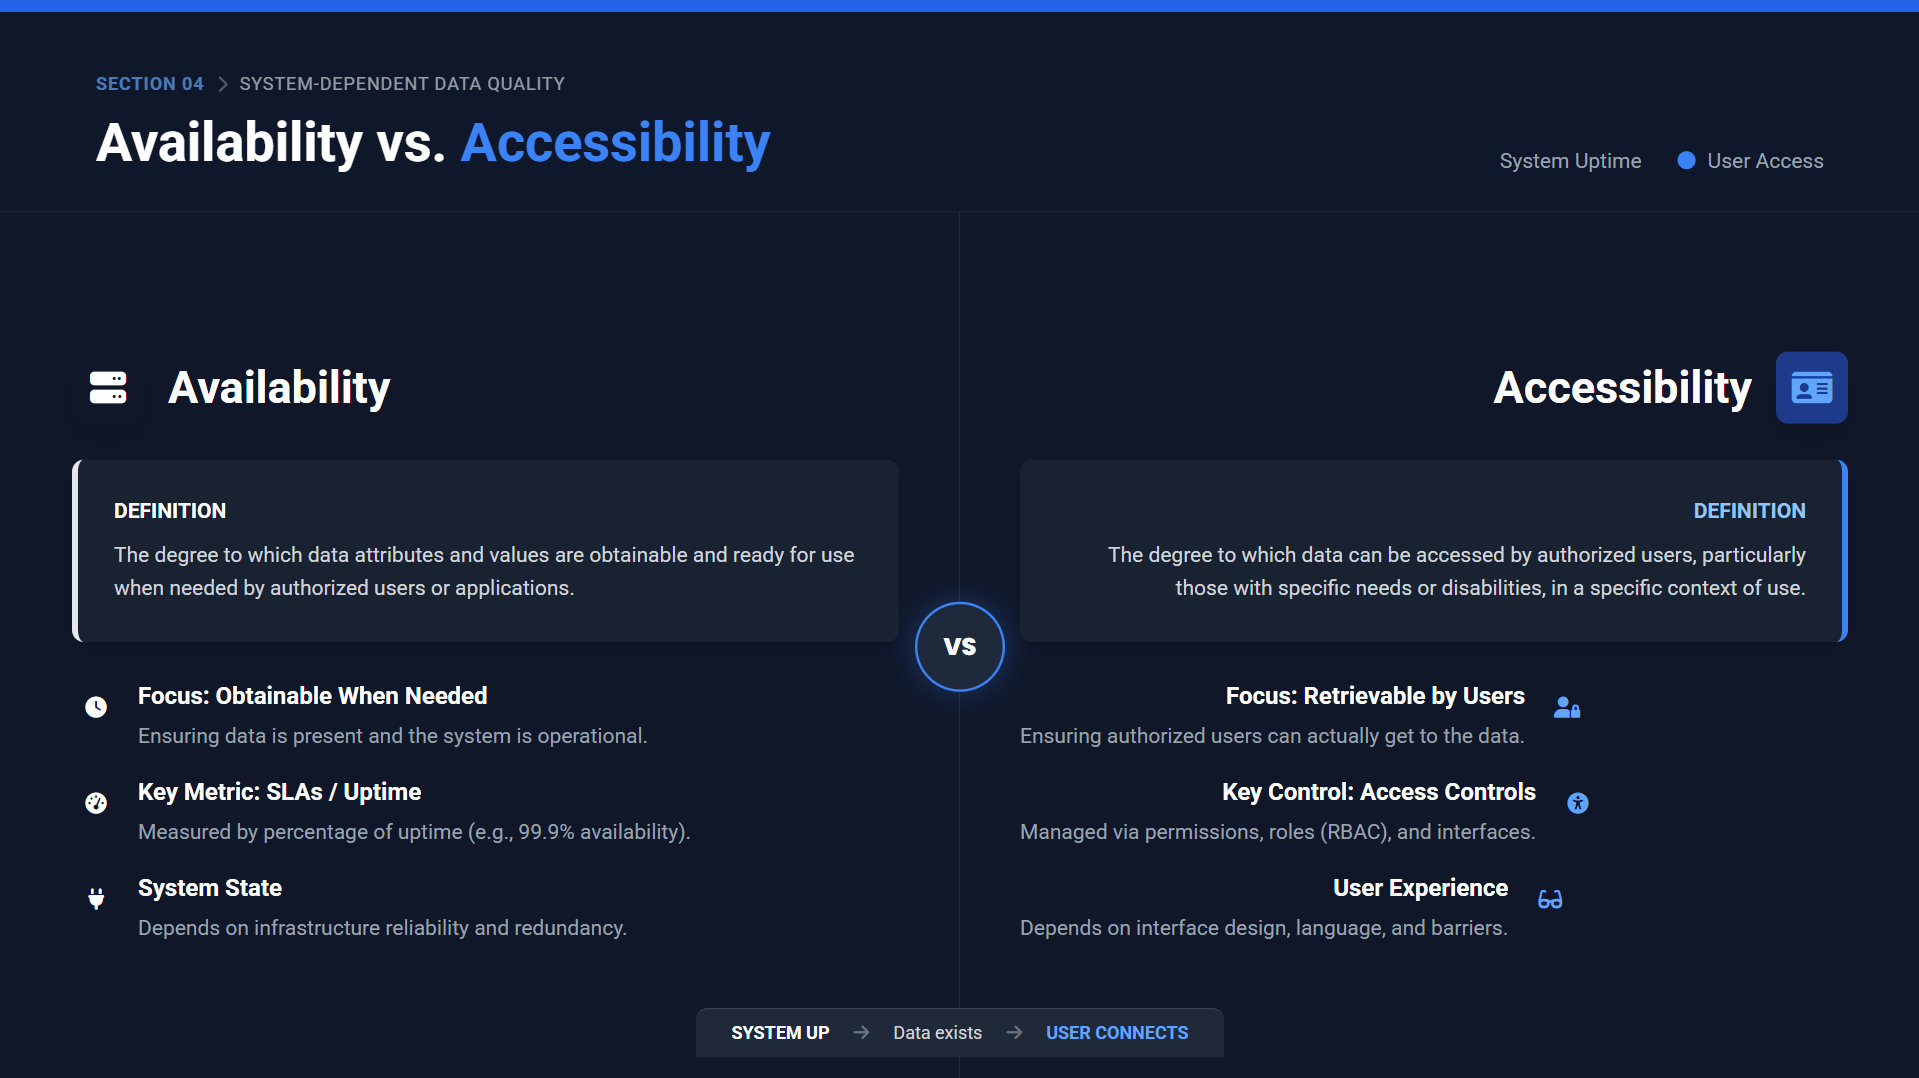 SECTION 04 > SYSTEM-DEPENDENT DATA QUALITY
Availability vs. Accessibility
System Uptime
User Access
Availability
DEFINITION
The degree to which data attributes and values are obtainable and ready for use
when needed by authorized users or applications.
Focus: Obtainable When Needed
Ensuring data is present and the system is operational.
Key Metric: SLAs / Uptime
Measured by percentage of uptime (e.g., 99.9% availability).
System State
Depends on infrastructure reliability and redundancy.
VS
Accessibility
DEFINITION
The degree to which data can be accessed by authorized users, particularly
those with specific needs or disabilities, in a specific context of use.
Focus: Retrievable by Users
Ensuring authorized users can actually get to the data.
Key Control: Access Controls
Managed via permissions, roles (RBAC), and interfaces.
User Experience
Depends on interface design, language, and barriers.
SYSTEM UP → Data exists → USER CONNECTS